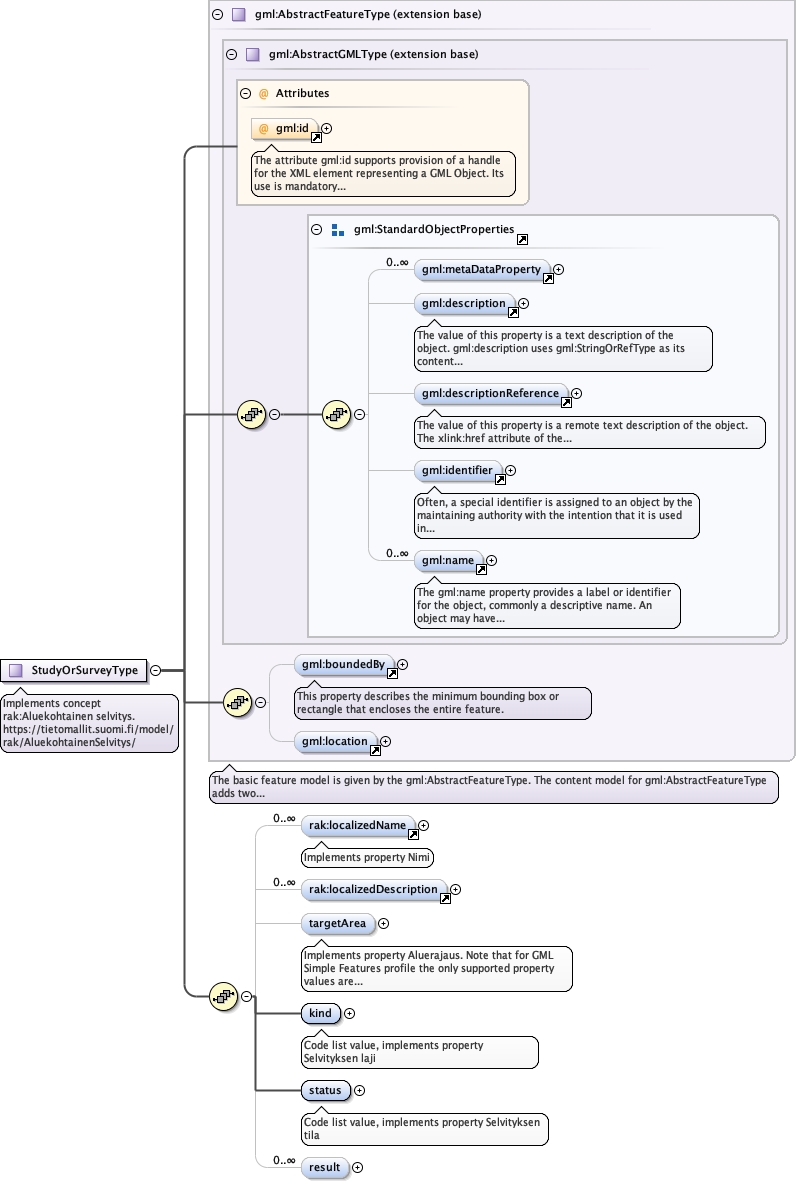 gml:AbstractFeatureType (extension base)
gml:AbstractGMLType (extension base)
@ Attributes
@ gml:id
The attribute gml:id supports provision of a handle
for the XML element representing a GML Object. Its
use is mandatory...
gml:StandardObjectProperties
0..∞
gml:metaDataProperty
gml:description
The value of this property is a text description of the
object. gml:description uses gml:StringOrRefType as its
content...
gml:descriptionReference
The value of this property is a remote text description of the object.
The xlink:href attribute of the...
gml:identifier
Often, a special identifier is assigned to an object by the
maintaining authority with the intention that it is used
in...
0..∞
gml:name
The gml:name property provides a label or identifier
for the object, commonly a descriptive name. An
object may have...
StudyOrSurveyType
Implements concept
rak:Aluekohtainen selvitys.
https://tietomallit.suomi.fi/model/
rak/AluekohtainenSelvitys/
gml:boundedBy
This property describes the minimum bounding box or
rectangle that encloses the entire feature.
gml:location
The basic feature model is given by the gml:AbstractFeatureType. The content model for gml:AbstractFeatureType
adds two...
0..∞
rak:localizedName
Implements property Nimi
0..∞
rak:localizedDescription
targetArea
Implements property Aluerajaus. Note that for GML
Simple Features profile the only supported property
values are...
kind
Code list value, implements property
Selvityksen laji
status
Code list value, implements property Selvityksen
tila
0..∞
result